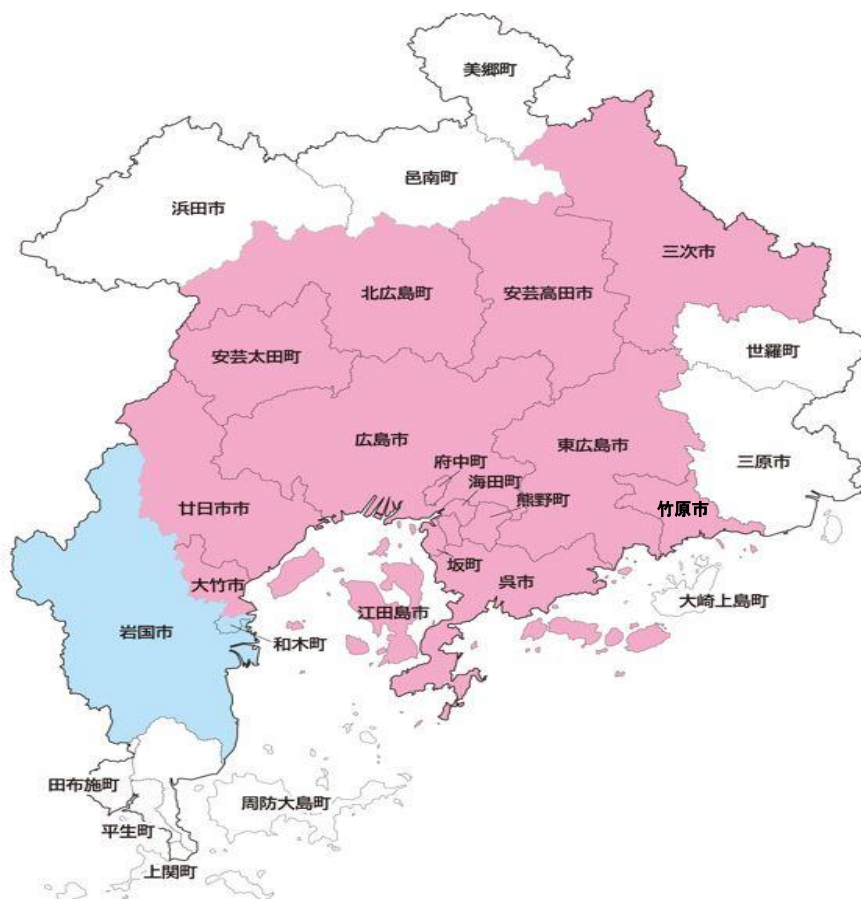 美郷町
邑南町
浜田市
三次市
北広島町
安芸高田市
安芸太田町
世羅町
広島市
東広島市
府中町
三原市
海田町
熊野町
廿日市市
竹原市
坂町
大竹市
呉市
江田島市
大崎上島町
岩国市
和木町
田布施町
周防大島町
平生町
上関町